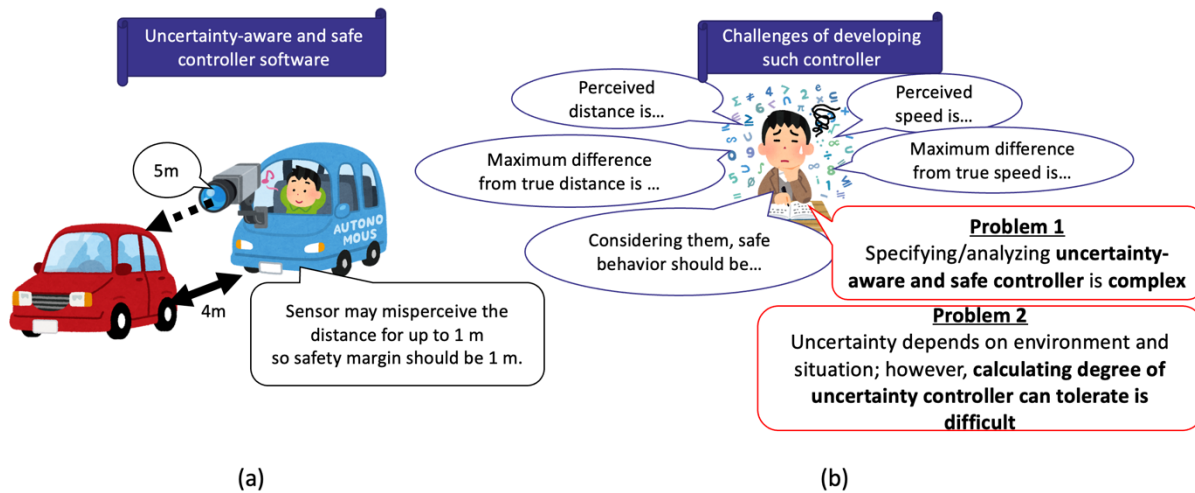 Uncertainty-aware and safe
controller software
5m
AUTONO
MOUS
4m
Sensor may misperceive the
distance for up to 1 m
so safety margin should be 1 m.
(a)
Challenges of developing
such controller
Perceived
distance is...
Perceived
speed is...
Maximum difference
from true distance is ...
Maximum difference
from true speed is...
Considering them, safe
behavior should be...
Problem 1
Specifying/analyzing uncertainty-
aware and safe controller is complex
Problem 2
Uncertainty depends on environment and
situation; however, calculating degree of
uncertainty controller can tolerate is
difficult
(b)